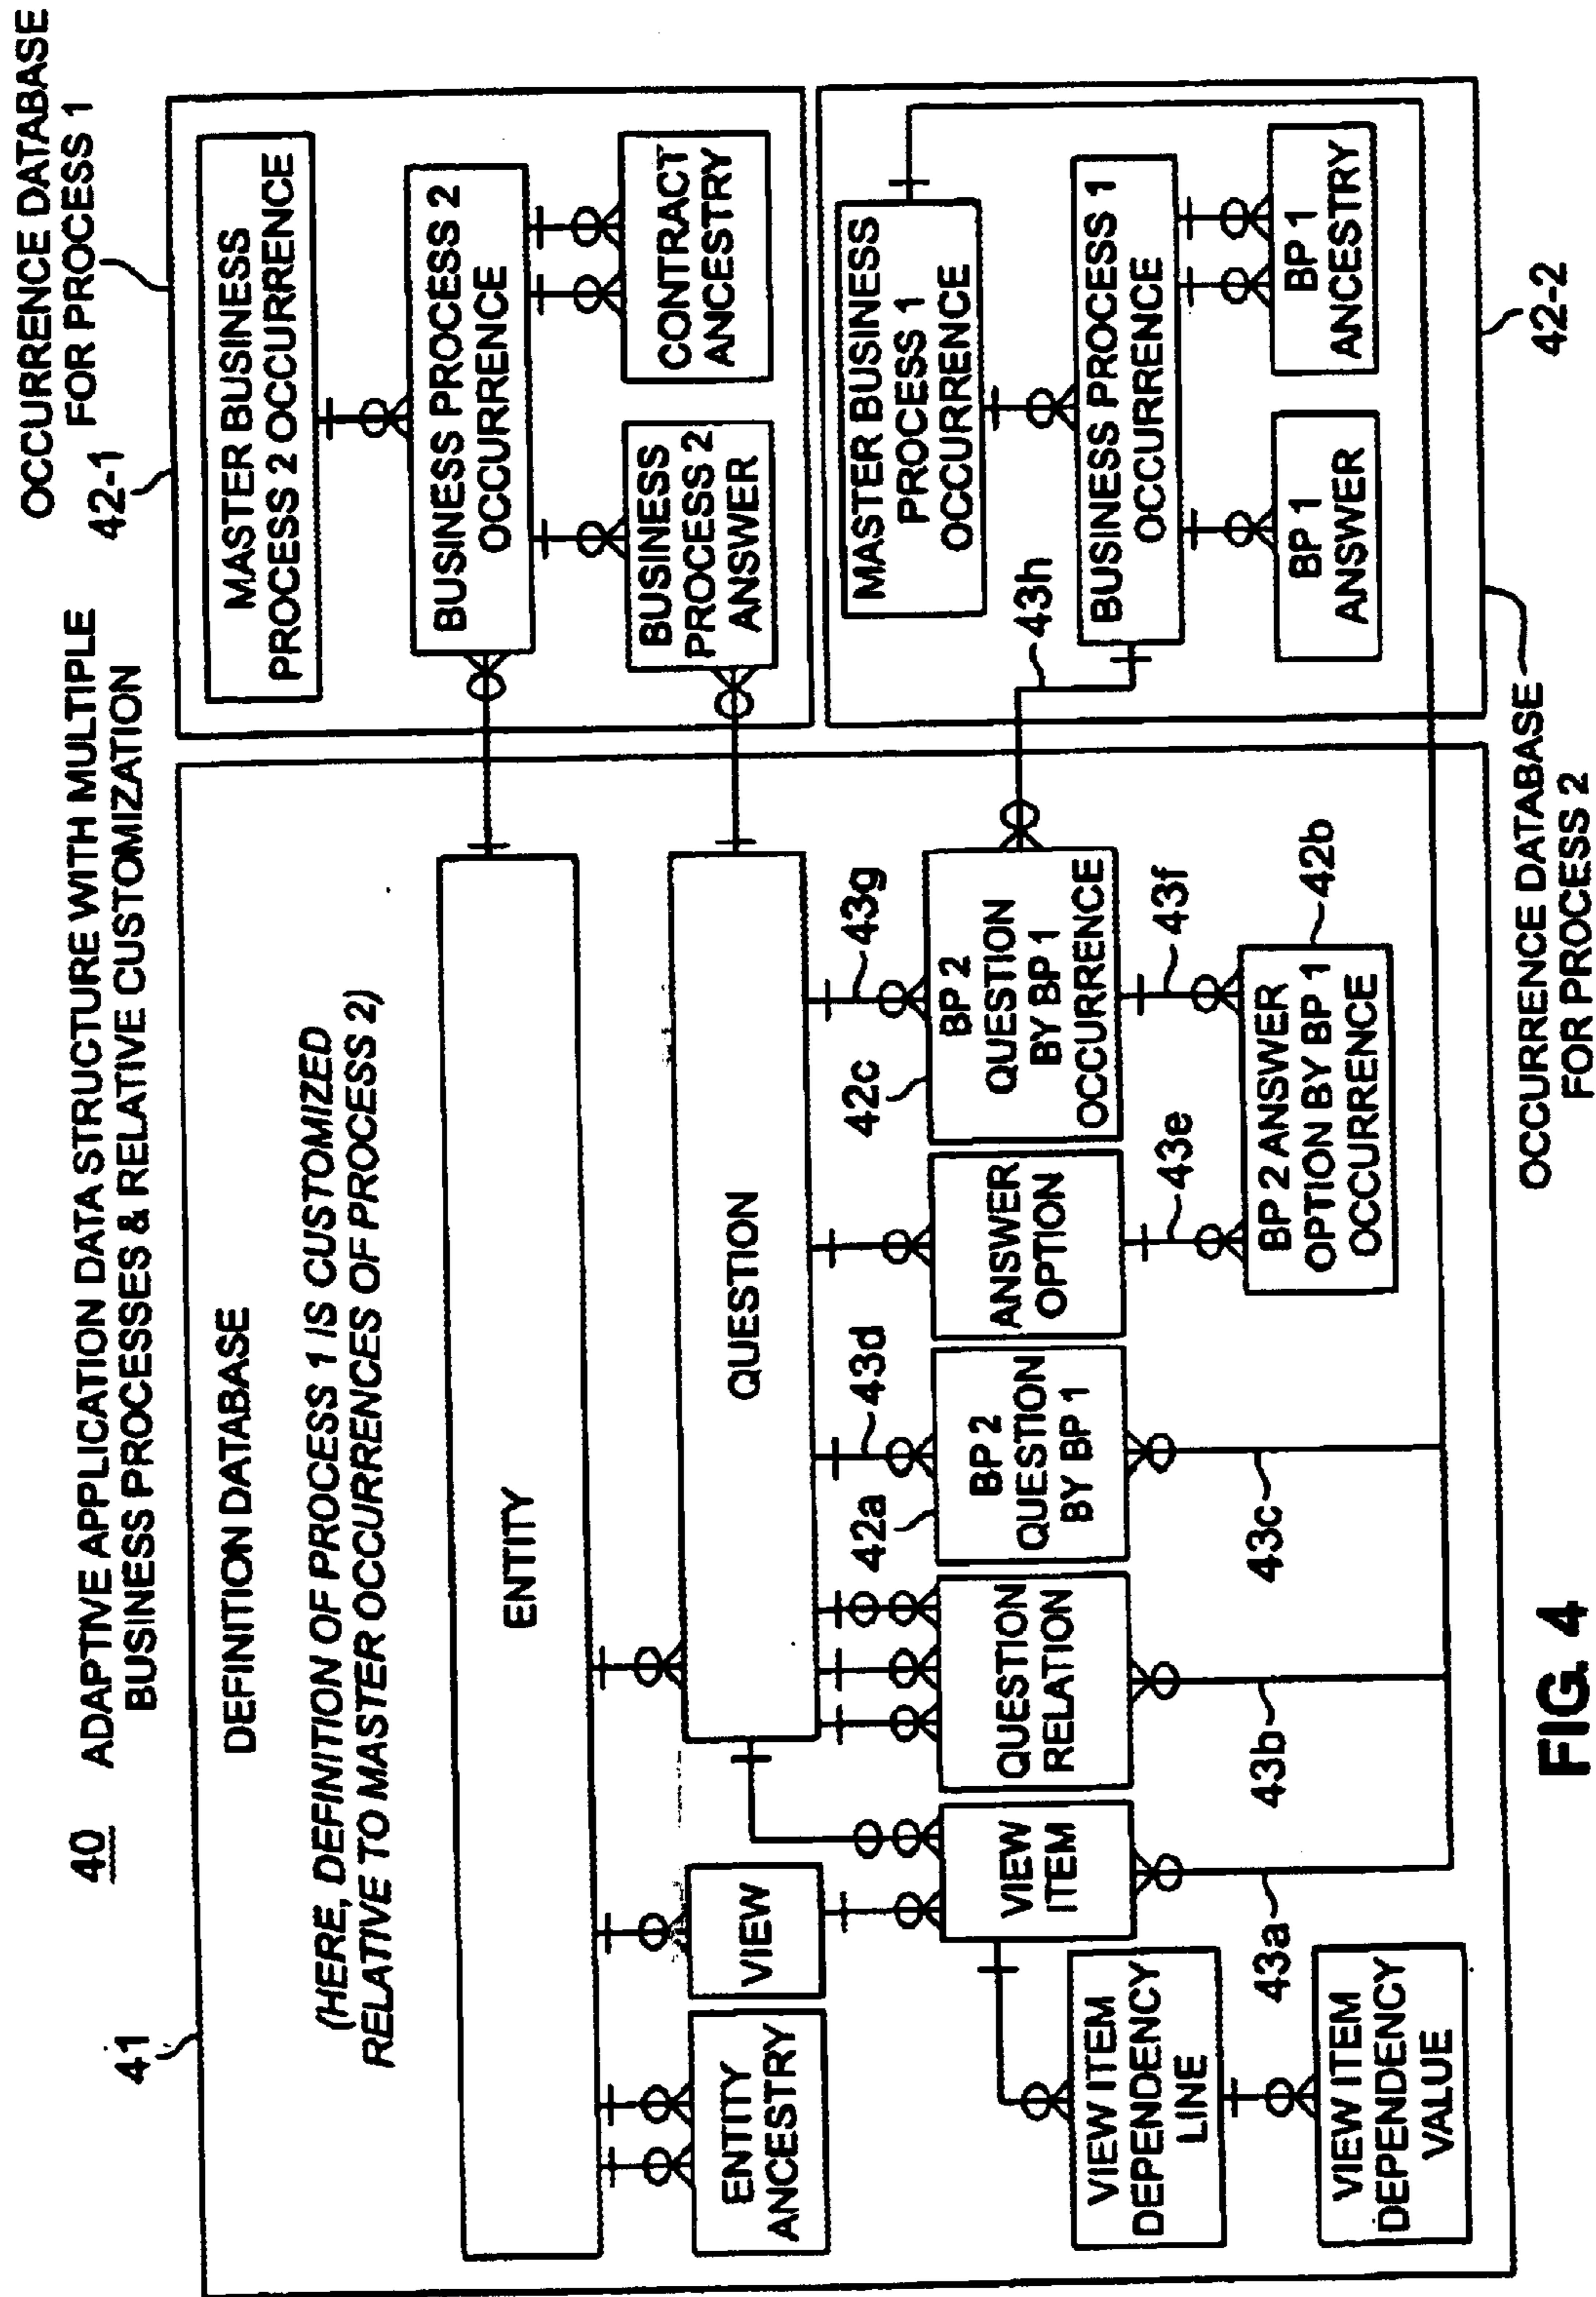 40 ADAPTIVE APPLICATION DATA STRUCTURE WITH MULTIPLE
BUSINESS PROCESSES & RELATIVE CUSTOMIZATION
OCCURRENCE DATABASE
FOR PROCESS 1
41
42-1
DEFINITION DATABASE
(HERE, DEFINITION OF PROCESS 1 IS CUSTOMIZED
RELATIVE TO MASTER OCCURRENCES OF PROCESS 2)
ENTITY
ENTITY
ANCESTRY
VIEW
QUESTION
VIEW
ITEM
QUESTION
RELATION
42a
43d
BP 2
QUESTION
BY BP 1
ANSWER
OPTION
42c
43g
BP 2
QUESTION
BY BP 1
OCCURRENCE
VIEW ITEM
DEPENDENCY
LINE
VIEW ITEM
DEPENDENCY
VALUE
43a
43b
43c
43e
43f
42b
BP 2 ANSWER
OPTION BY BP 1
OCCURRENCE
MASTER BUSINESS
PROCESS 2 OCCURRENCE
BUSINESS PROCESS 2
OCCURRENCE
BUSINESS
PROCESS 2
ANSWER
CONTRACT
ANCESTRY
43h
MASTER BUSINESS
PROCESS 1
OCCURRENCE
BUSINESS PROCESS 1
OCCURRENCE
BP 1
ANSWER
BP 1
ANCESTRY
42-2
OCCURRENCE DATABASE
FOR PROCESS 2
FIG. 4